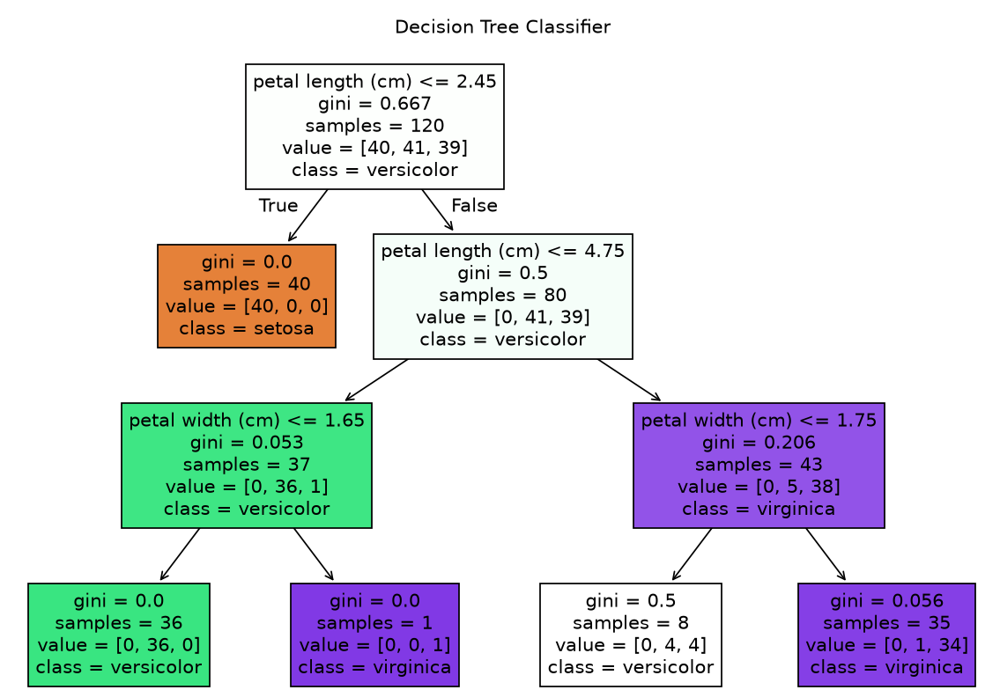 Decision Tree Classifier
petal length (cm) <= 2.45
gini = 0.667
samples = 120
value = [40, 41, 39]
class = versicolor
True
False
gini = 0.0
samples = 40
value = [40, 0, 0]
class = setosa
petal length (cm) <= 4.75
gini = 0.5
samples = 80
value = [0, 41, 39]
class = versicolor
petal width (cm) <= 1.65
gini = 0.053
samples = 37
value = [0, 36, 1]
class = versicolor
petal width (cm) <= 1.75
gini = 0.206
samples = 43
value = [0, 5, 38]
class = virginica
gini = 0.0
samples = 36
value = [0, 36, 0]
class = versicolor
gini = 0.0
samples = 1
value = [0, 0, 1]
class = virginica
gini = 0.5
samples = 8
value = [0, 4, 4]
class = versicolor
gini = 0.056
samples = 35
value = [0, 1, 34]
class = virginica